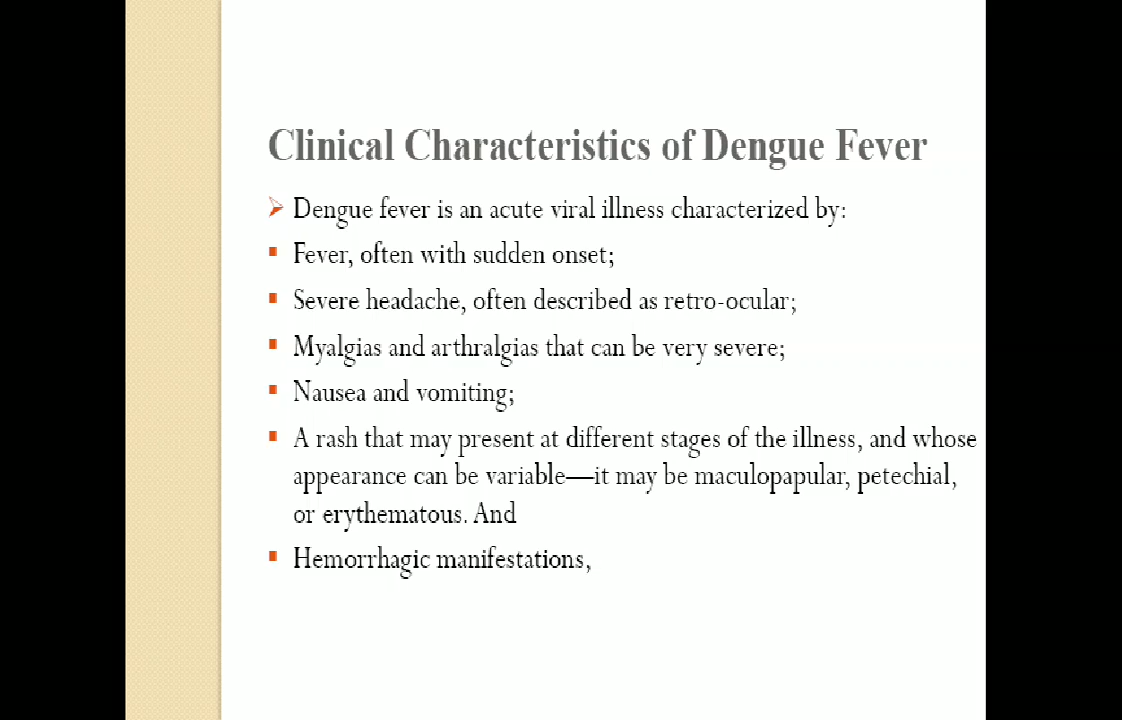 Clinical Characteristics of Dengue Fever
Dengue fever is an acute viral illness characterized by:
Fever, often with sudden onset;
Severe headache, often described as retro-ocular;
Myalgias and arthralgias that can be very severe;
Nausea and vomiting;
A rash that may present at different stages of the illness, and whose
appearance can be variable—it may be maculopapular, petechial,
or erythematous. And
Hemorrhagic manifestations,